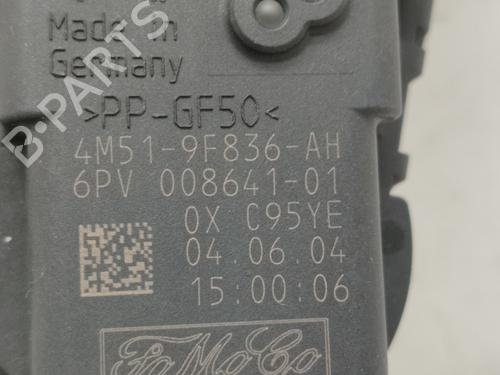 Made in
Germany
>PP-GF50<
4M51-9F836-AH
6PV 008641-01
0X C95YE
04.06.04
15:00:06
FoMoCo